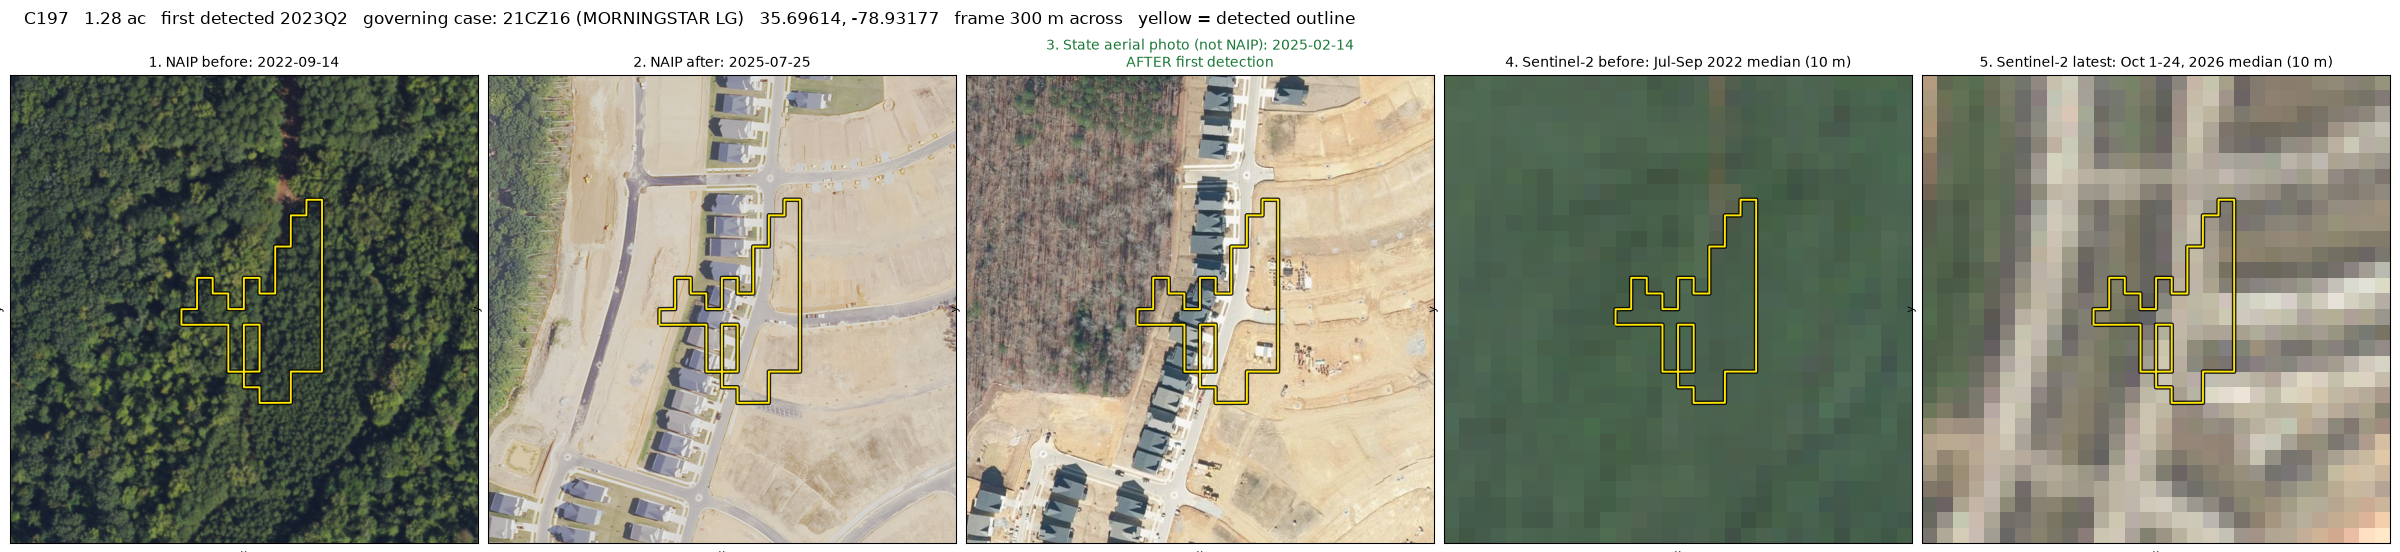 C197   1.28 ac   first detected 2023Q2   governing case: 21CZ16 (MORNINGSTAR LG)   35.69614, -78.93177   frame 300 m across   yellow = detected outline
1. NAIP before: 2022-09-14
2. NAIP after: 2025-07-25
3. State aerial photo (not NAIP): 2025-02-14
AFTER first detection
4. Sentinel-2 before: Jul-Sep 2022 median (10 m)
5. Sentinel-2 latest: Oct 1-24, 2026 median (10 m)